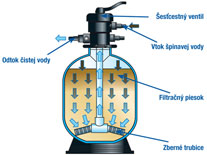 Šesťcestný ventil
Vtok špinavej vody
Odtok čistej vody
Filtračný piesok
Zberné trubice